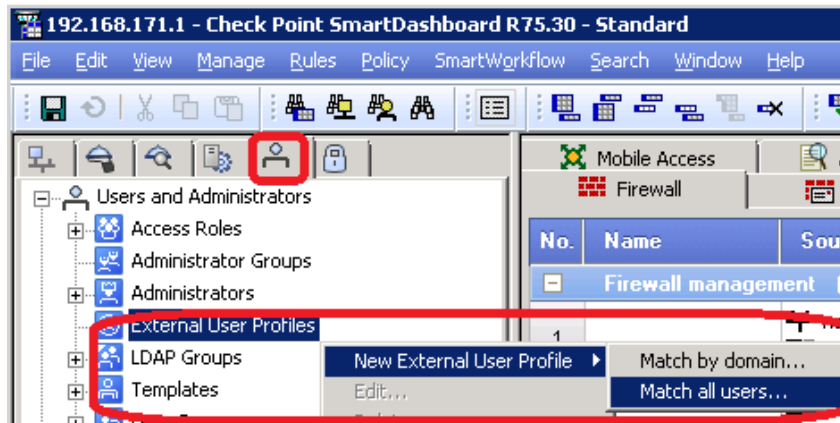 192.168.171.1 - Check Point SmartDashboard R75.30 - Standard
File Edit View Manage Rules Policy SmartWorkflow Search Window Help
Mobile Access
Firewall
Users and Administrators
Access Roles
Administrator Groups
Administrators
External User Profiles
LDAP Groups
Templates
No. Name Sou
Firewall management
1
New External User Profile
Edit...
Match by domain...
Match all users...